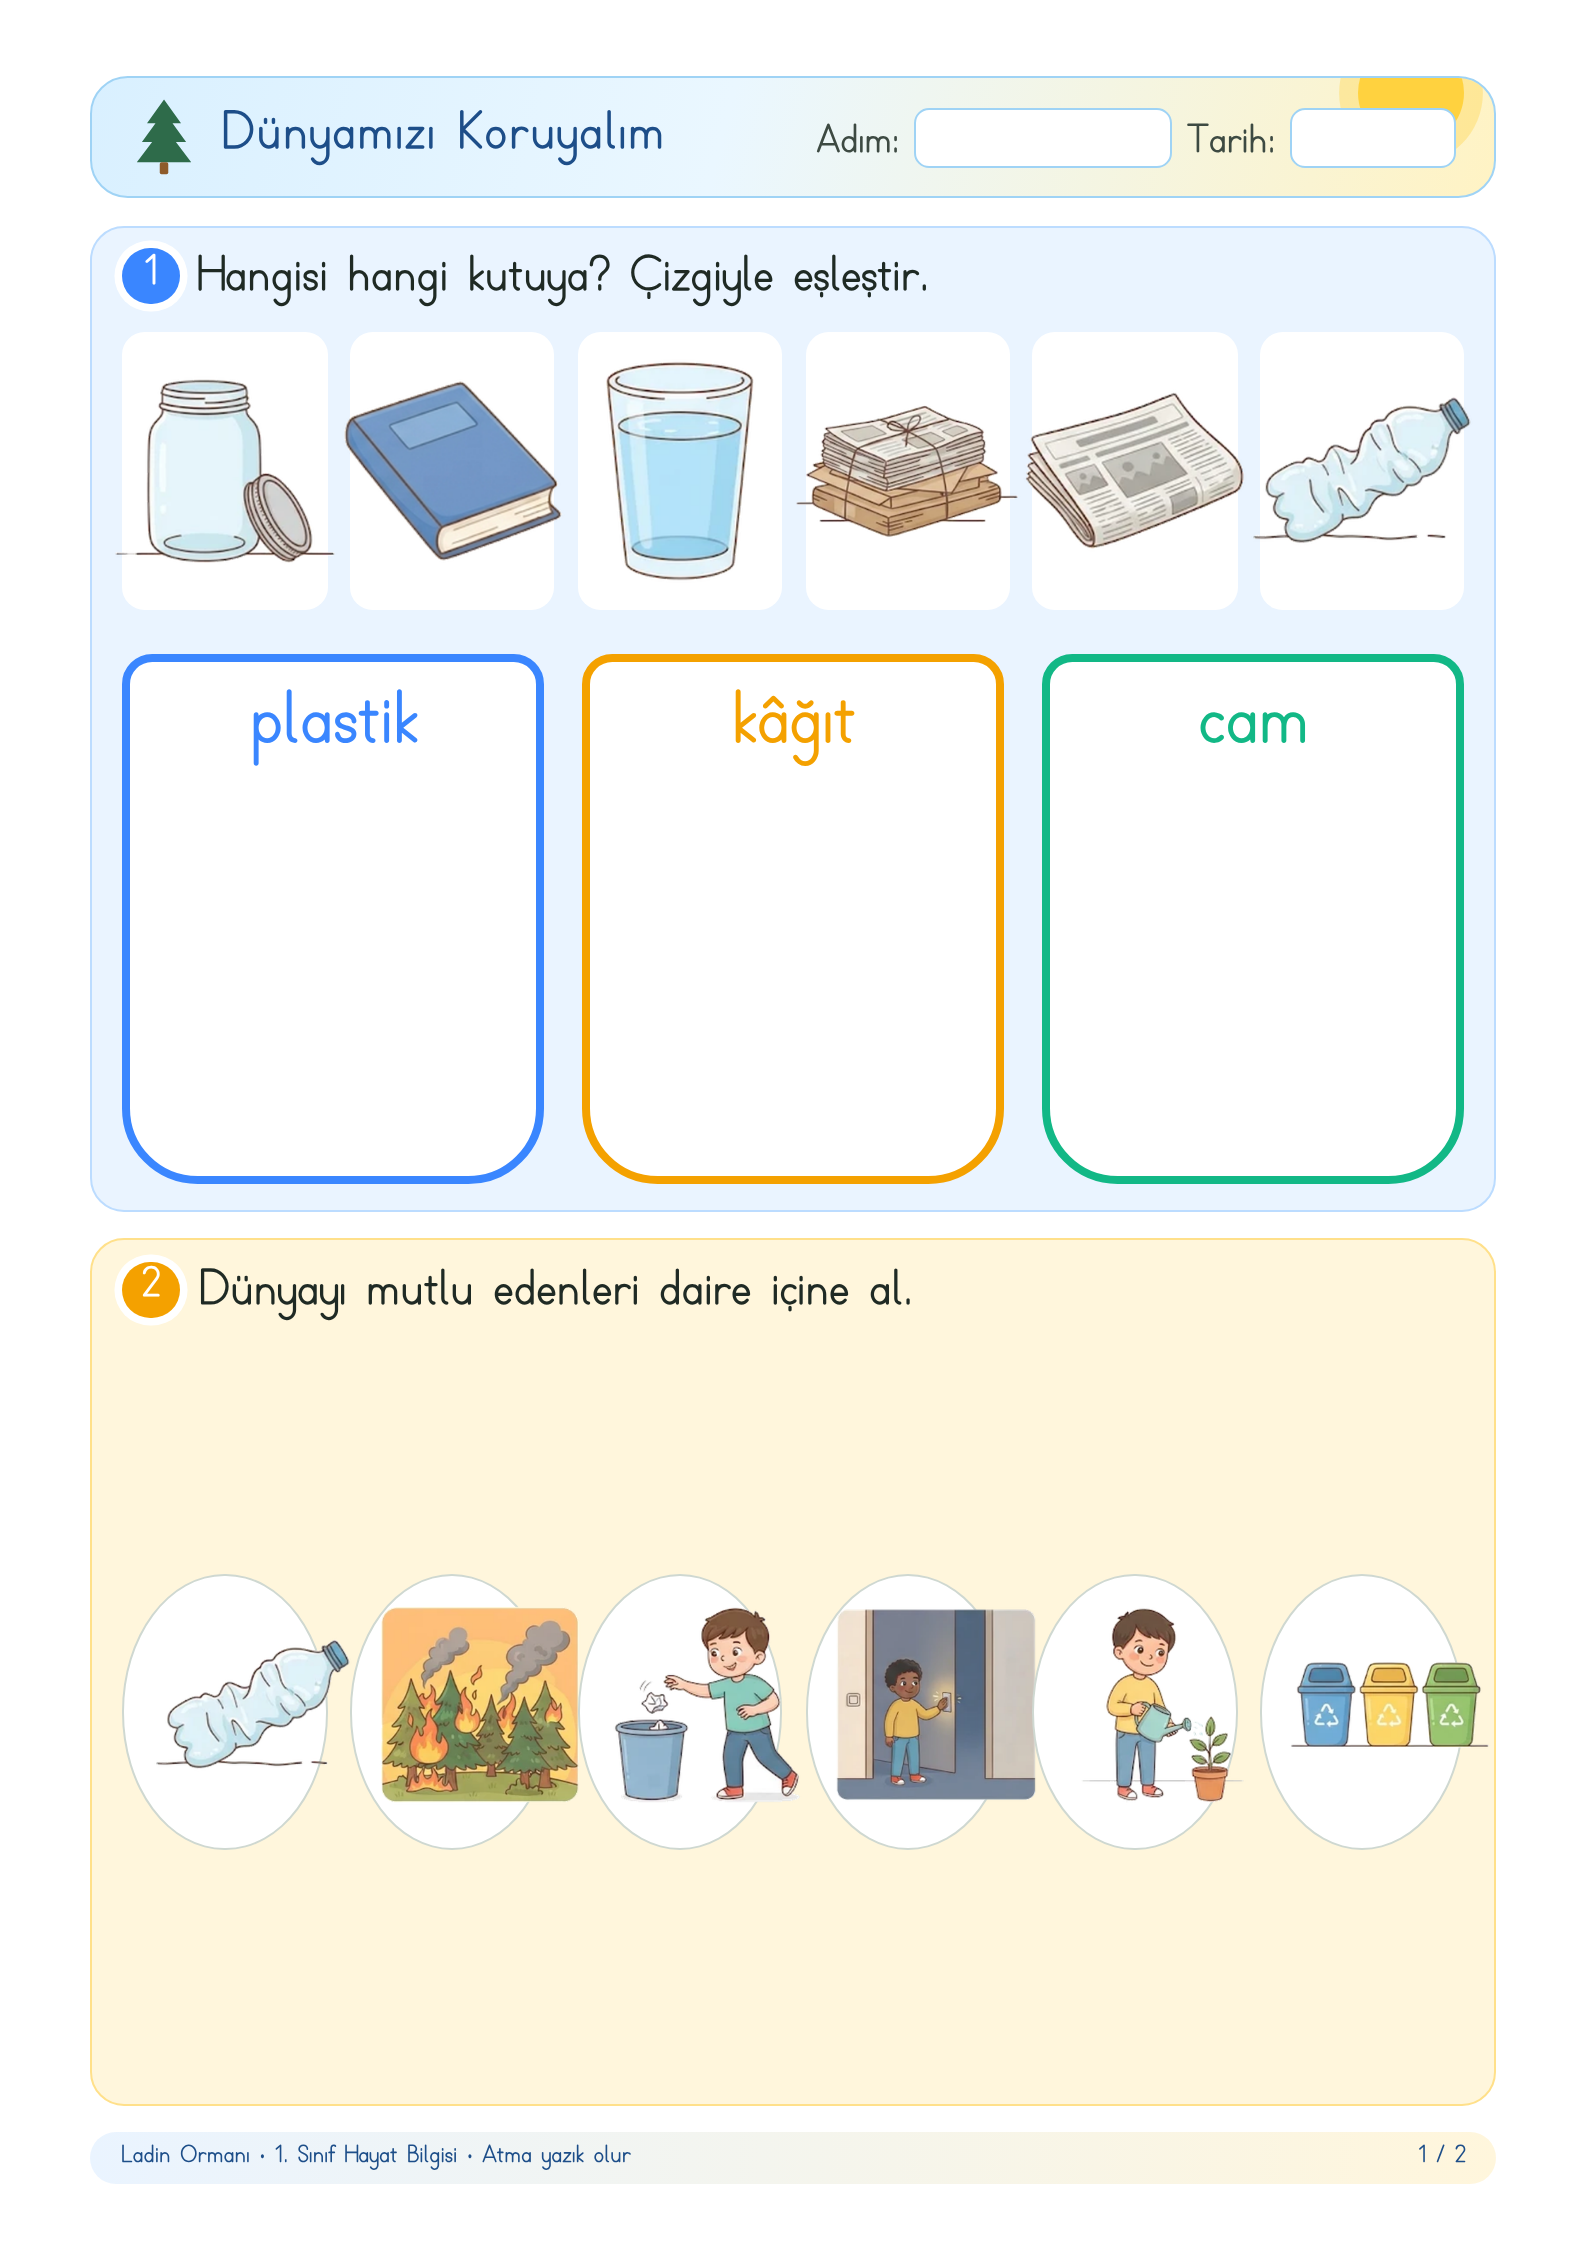 Dünyamızı Koruyalım
Adım:
Tarih:
1 Hangisi hangi kutuya? Çizgiyle eşleştir.
plastik
kâğıt
cam
2 Dünyayı mutlu edenleri daire içine al.
Ladin Ormanı • 1. Sınıf Hayat Bilgisi • Atma yazık olur
1 / 2